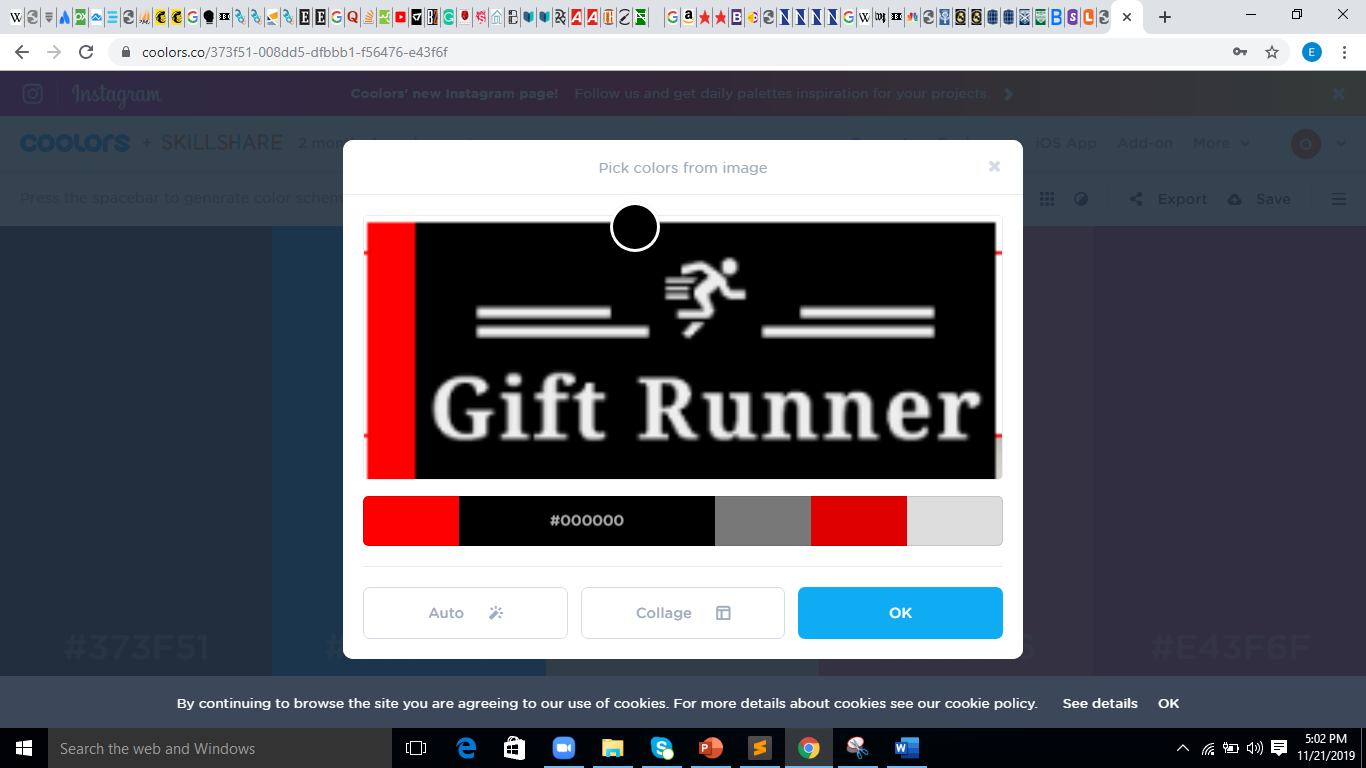 coolors.co/373f51-008dd5-dfbbb1-f56476-e43f6f
E
Instagram
Coolors' new Instagram page! Follow us and get daily palettes inspiration for your projects.
coolors + SKILLSHARE
iOS App Add-on More O
Press the spacebar to generate color
Export Save
Pick colors from image
Gift Runner
#000000
Auto Collage OK
#373F51
#E43F6F
By continuing to browse the site you are agreeing to our use of cookies. For more details about cookies see our cookie policy. See details OK
Search the web and Windows
5:02 PM
11/21/2019